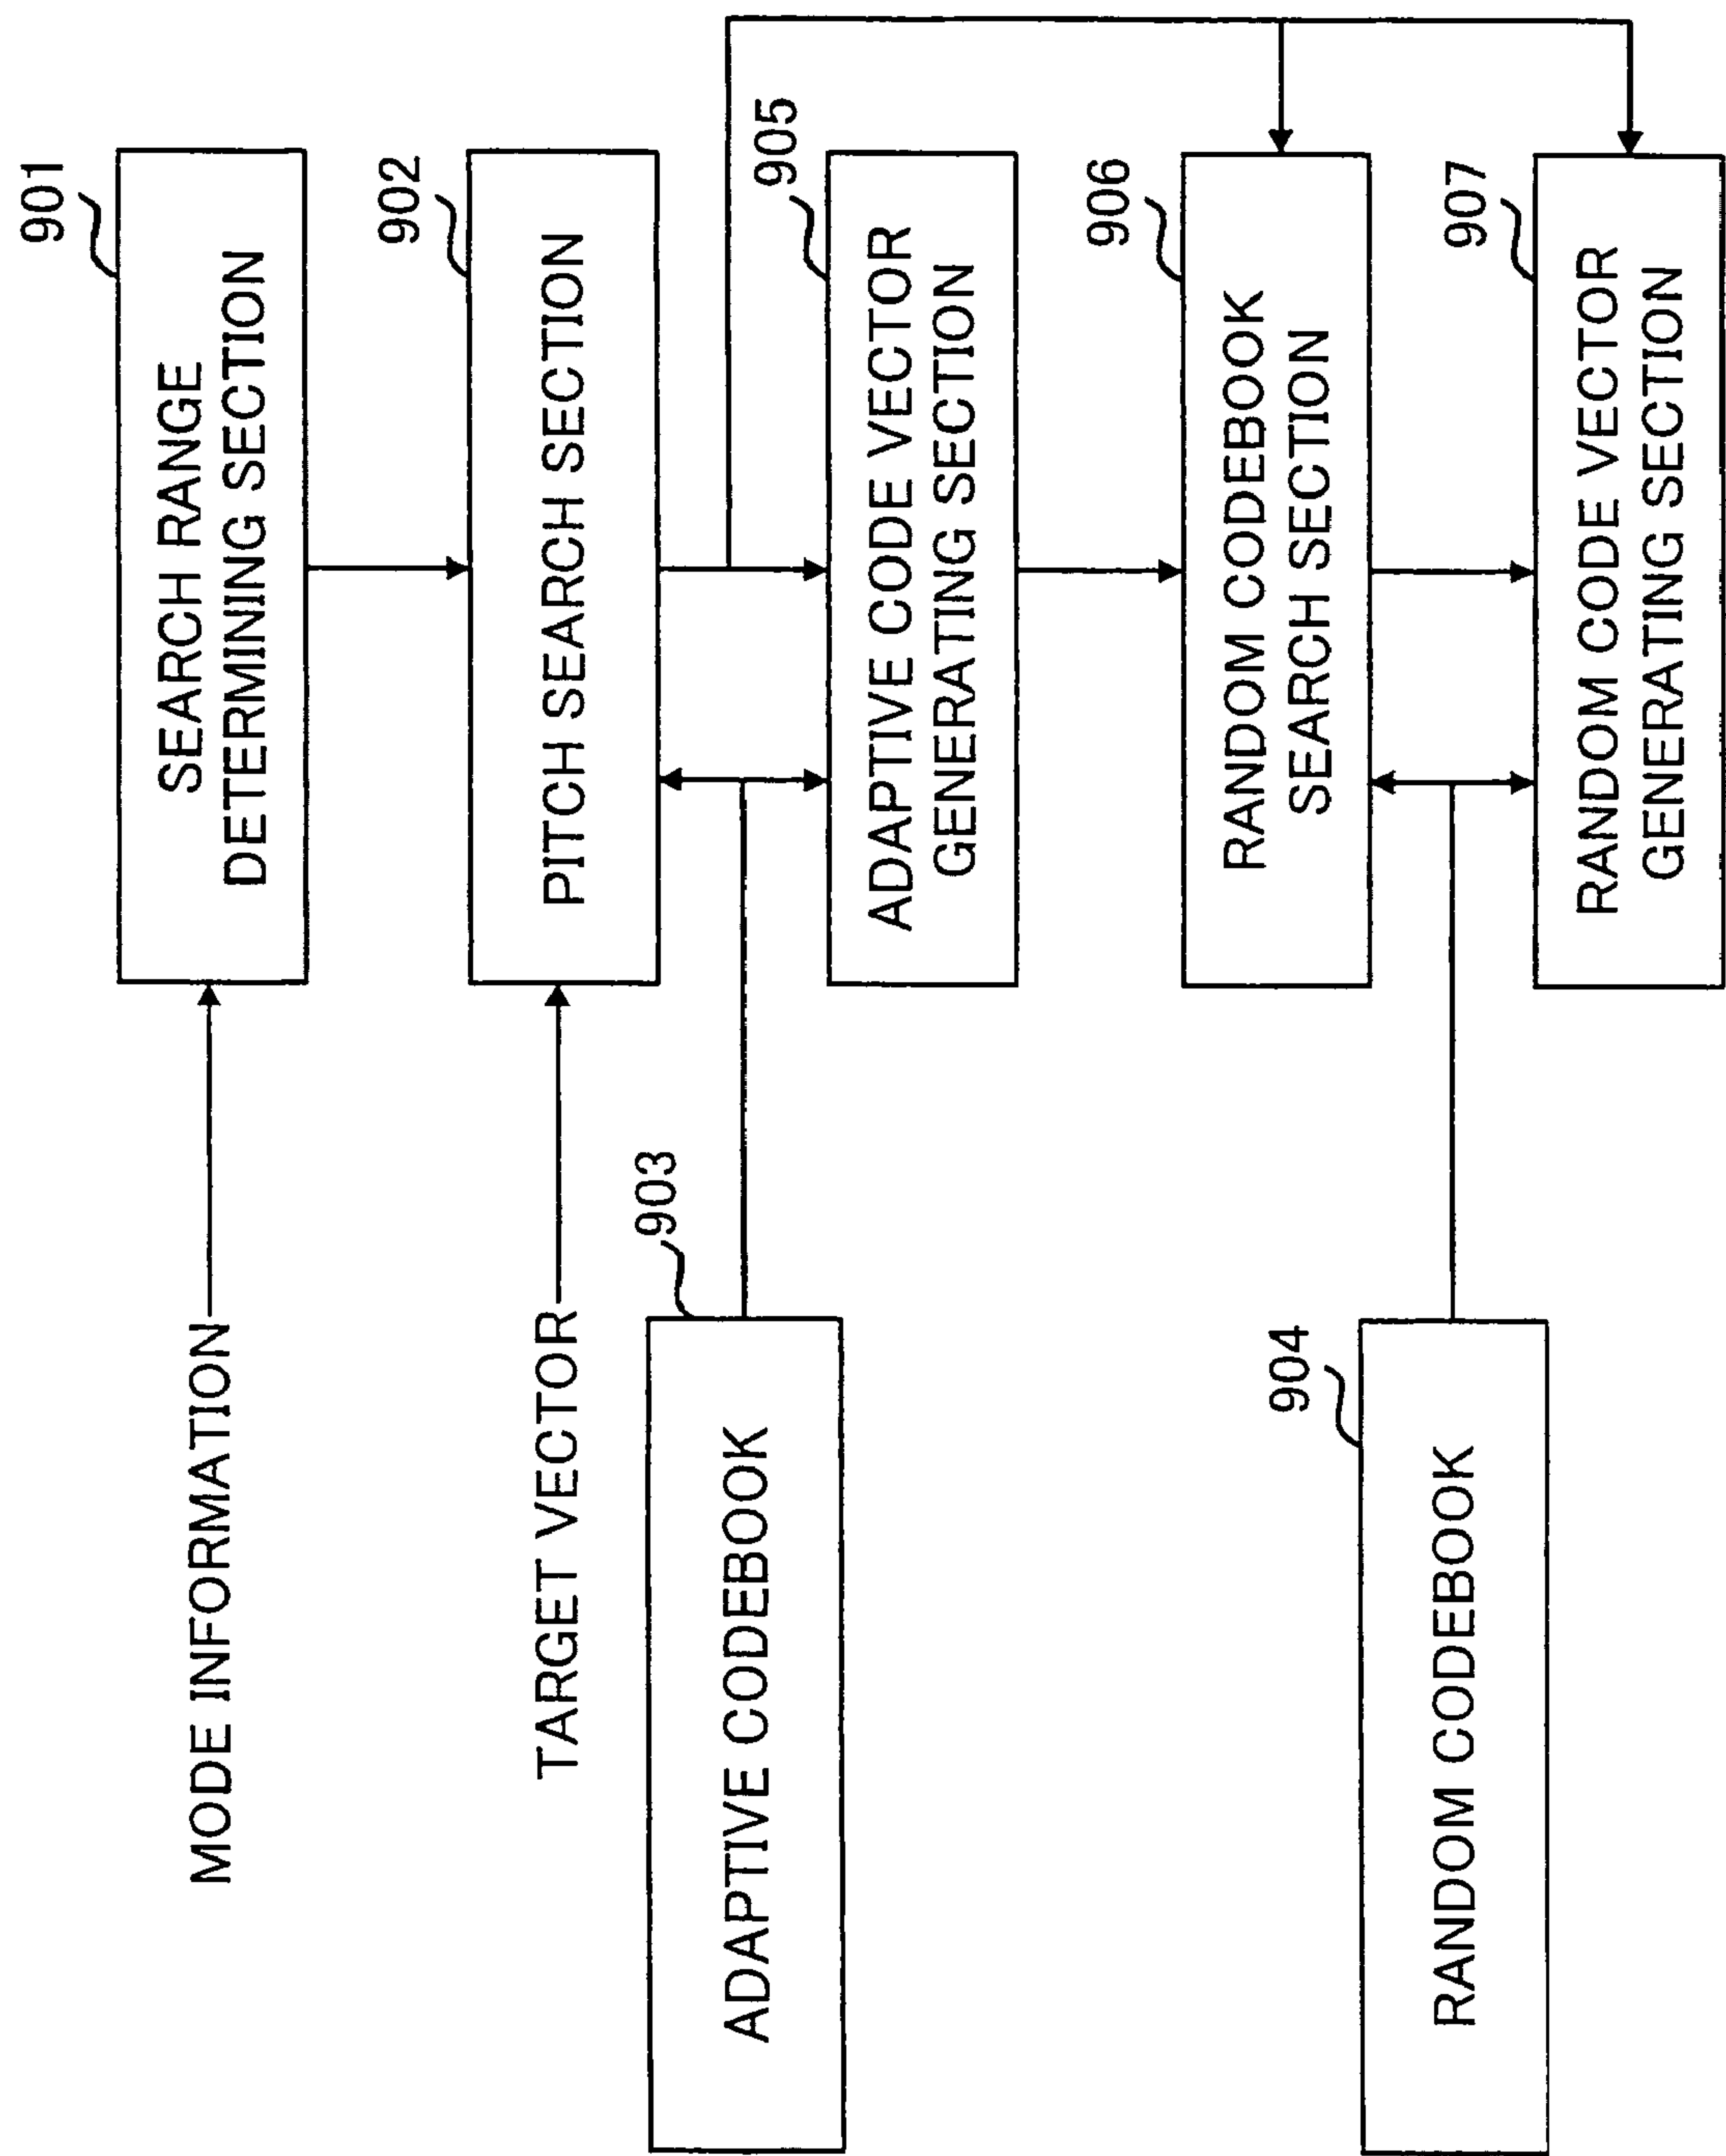 901
SEARCH RANGE
DETERMINING SECTION
MODE INFORMATION
902
PITCH SEARCH SECTION
TARGET VECTOR
903
ADAPTIVE CODEBOOK
905
ADAPTIVE CODE VECTOR
GENERATING SECTION
906
RANDOM CODEBOOK
SEARCH SECTION
904
RANDOM CODEBOOK
907
RANDOM CODE VECTOR
GENERATING SECTION